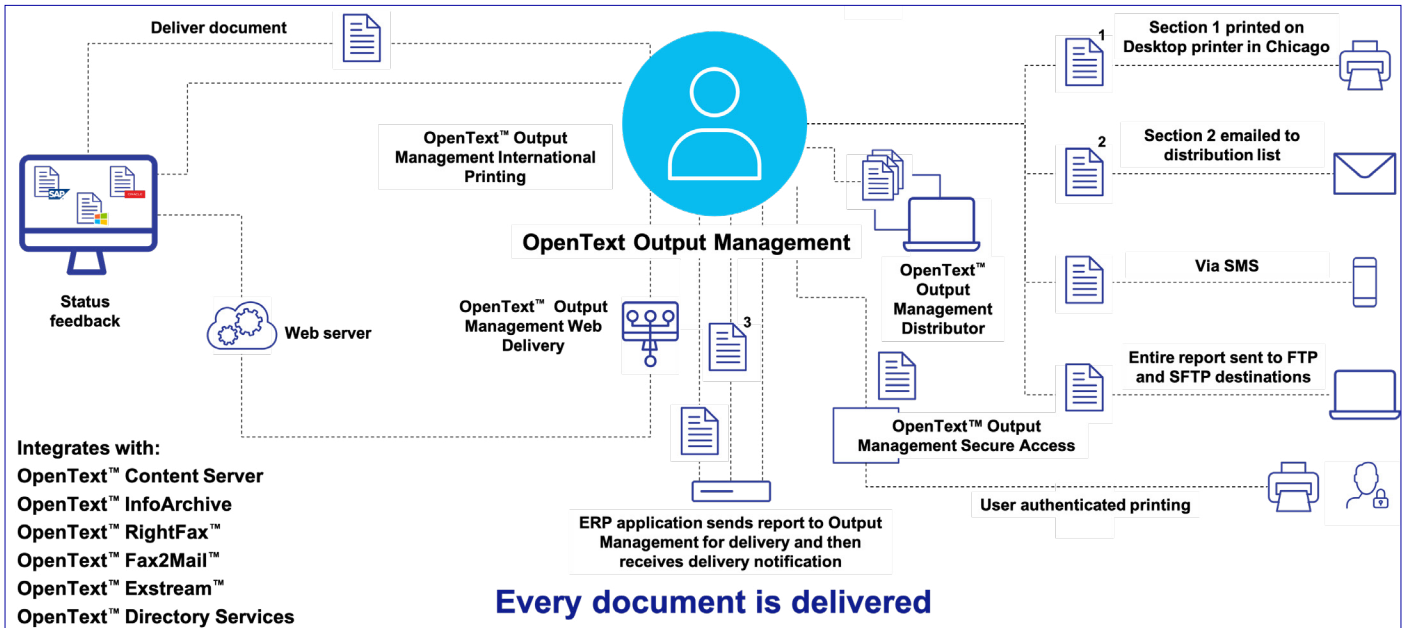 Deliver document
1
Section 1 printed on
Desktop printer in Chicago
OpenText™ Output
Management International
Printing
2
Section 2 emailed to
distribution list
SAP
ORACLE
OpenText Output Management
OpenText™
Output
Management
Distributor
Via SMS
Status
feedback
Web server
OpenText™ Output
Management Web
Delivery
3
Entire report sent to FTP
and SFTP destinations
OpenText™ Output
Management Secure Access
Integrates with:
OpenText™ Content Server
OpenText™ InfoArchive
OpenText™ RightFax™
OpenText™ Fax2Mail™
OpenText™ Exstream™
OpenText™ Directory Services
User authenticated printing
ERP application sends report to Output
Management for delivery and then
receives delivery notification
Every document is delivered